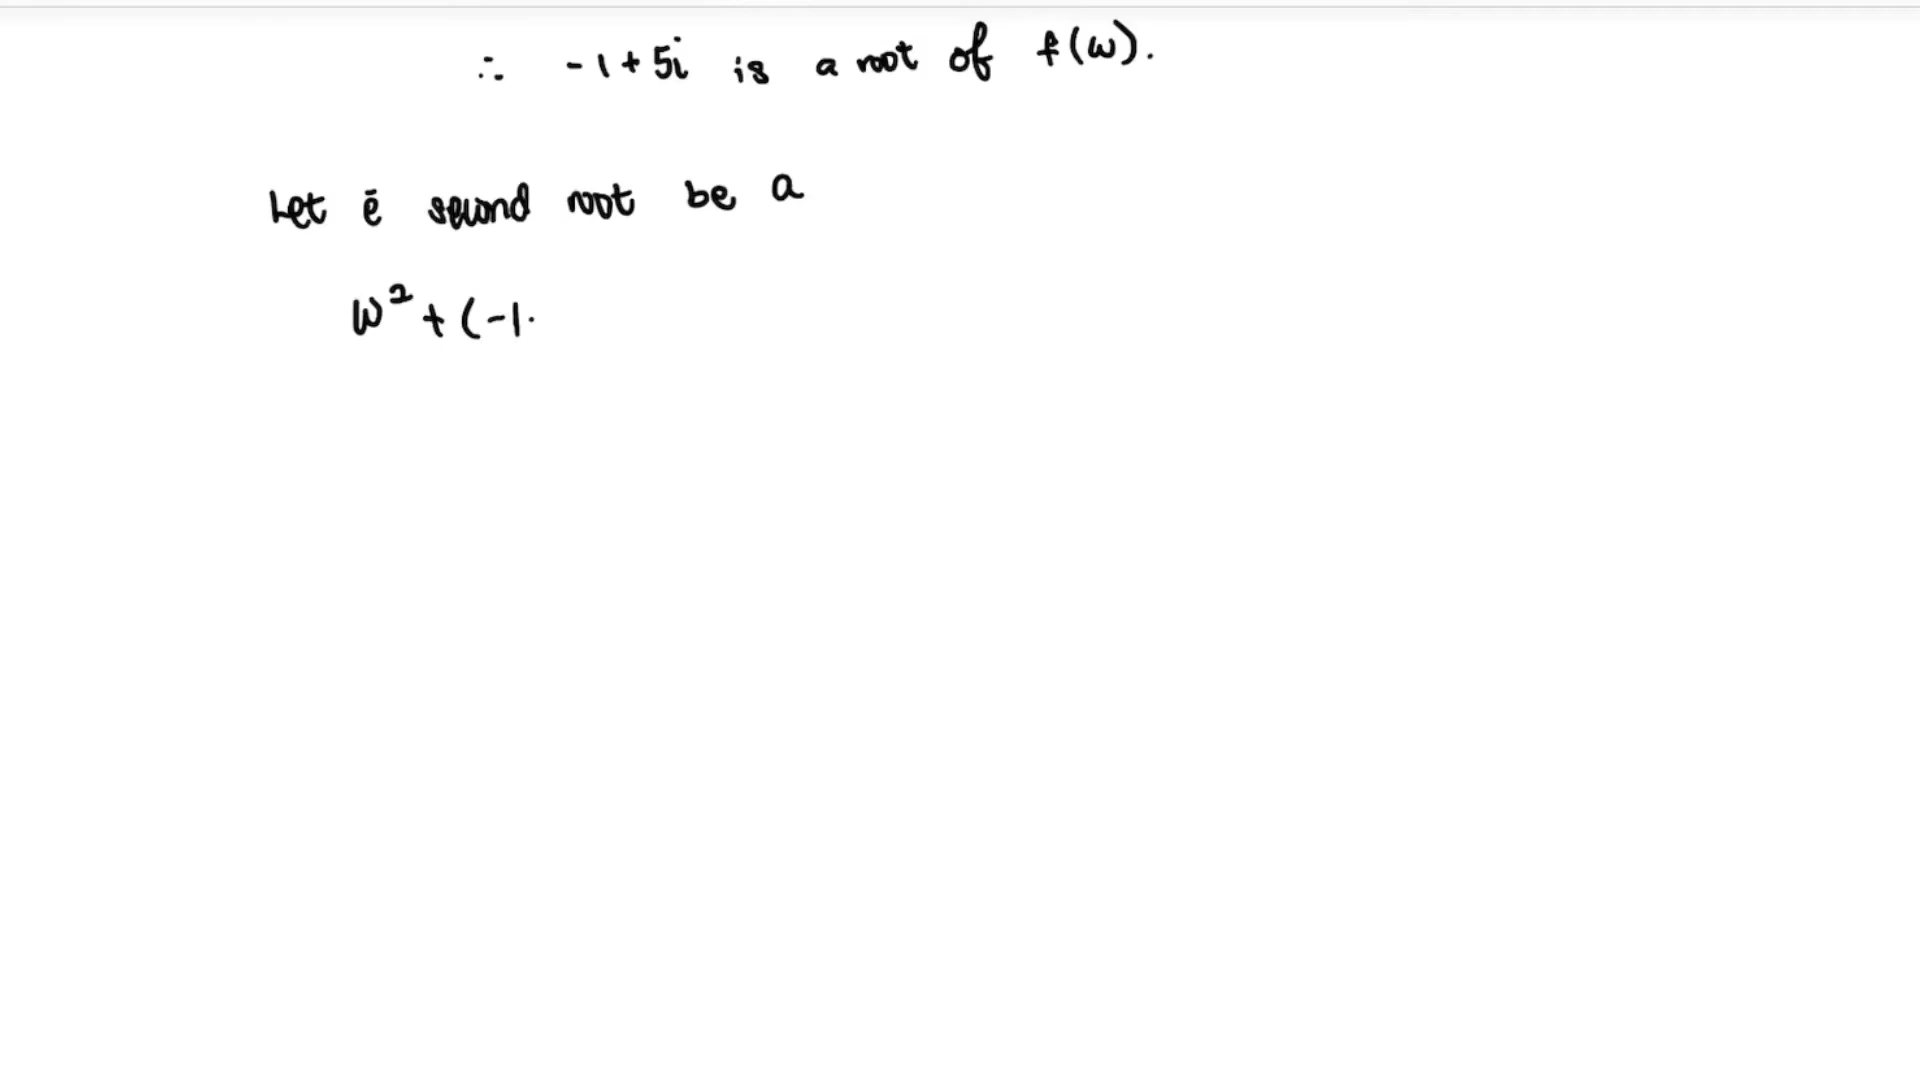 ∴ -1+5i is a root of f(w).
Let ē second root be a
w² + (-1.